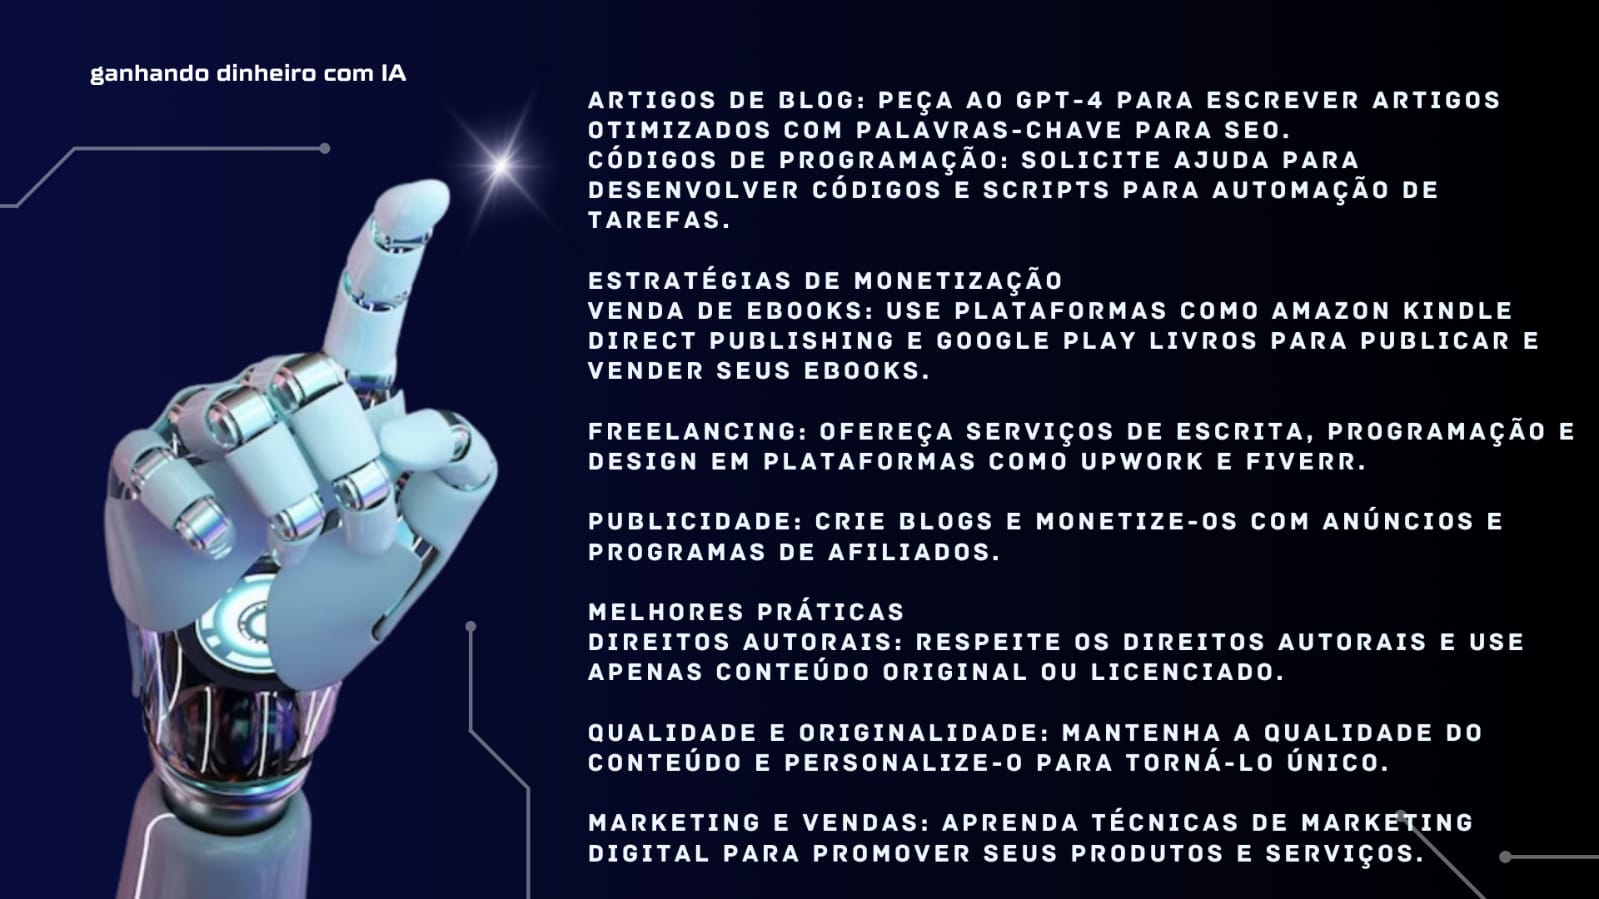 ganhando dinheiro com IA
ARTIGOS DE BLOG: PEÇA AO GPT-4 PARA ESCREVER ARTIGOS
OTIMIZADOS COM PALAVRAS-CHAVE PARA SEO.
CÓDIGOS DE PROGRAMAÇÃO: SOLICITE AJUDA PARA
DESENVOLVER CÓDIGOS E SCRIPTS PARA AUTOMAÇÃO DE
TAREFAS.
ESTRATÉGIAS DE MONETIZAÇÃO
VENDA DE EBOOKS: USE PLATAFORMAS COMO AMAZON KINDLE
DIRECT PUBLISHING E GOOGLE PLAY LIVROS PARA PUBLICAR E
VENDER SEUS EBOOKS.
FREELANCING: OFEREÇA SERVIÇOS DE ESCRITA, PROGRAMAÇÃO E
DESIGN EM PLATAFORMAS COMO UPWORK E FIVERR.
PUBLICIDADE: CRIE BLOGS E MONETIZE-OS COM ANÚNCIOS E
PROGRAMAS DE AFILIADOS.
MELHORES PRÁTICAS
DIREITOS AUTORAIS: RESPEITE OS DIREITOS AUTORAIS E USE
APENAS CONTEÚDO ORIGINAL OU LICENCIADO.
QUALIDADE E ORIGINALIDADE: MANTENHA A QUALIDADE DO
CONTEÚDO E PERSONALIZE-O PARA TORNÁ-LO ÚNICO.
MARKETING E VENDAS: APRENDA TÉCNICAS DE MARKETING
DIGITAL PARA PROMOVER SEUS PRODUTOS E SERVIÇOS.